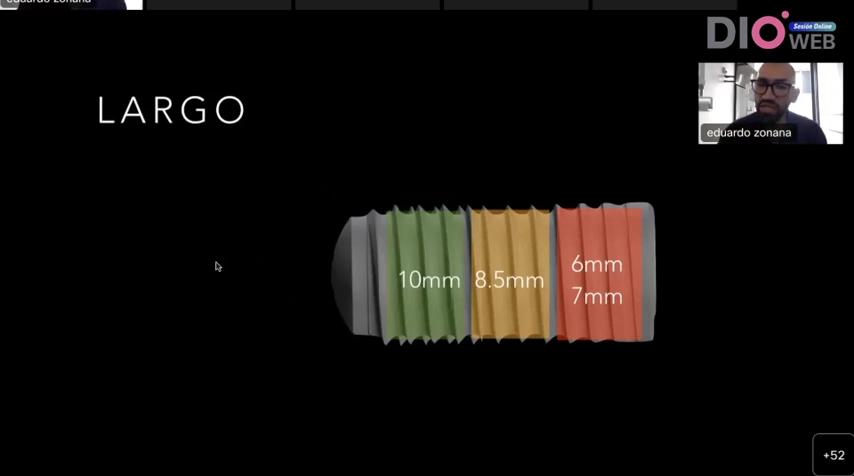 eduardo zonana
DIO
Sesión Online
WEB
LARGO
eduardo zonana
10mm
8.5mm
6mm
7mm
+52